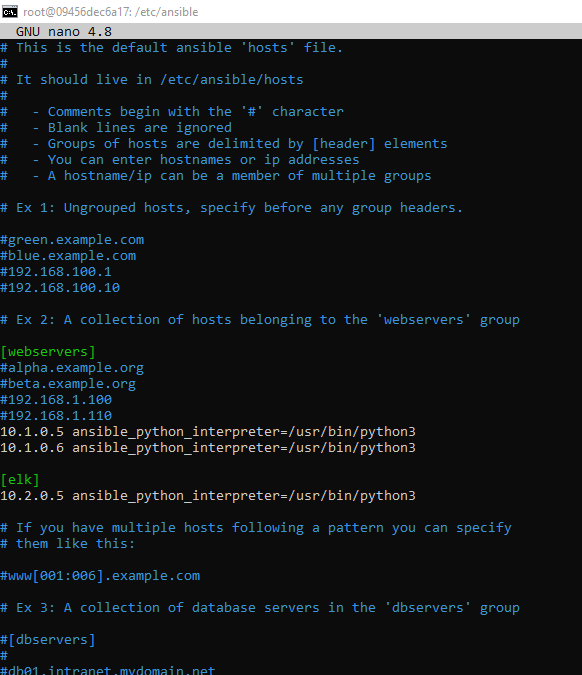 root@09456dec6a17: /etc/ansible
GNU nano 4.8
# This is the default ansible 'hosts' file.
#
# It should live in /etc/ansible/hosts
#
#   - Comments begin with the '#' character
#   - Blank lines are ignored
#   - Groups of hosts are delimited by [header] elements
#   - You can enter hostnames or ip addresses
#   - A hostname/ip can be a member of multiple groups
# Ex 1: Ungrouped hosts, specify before any group headers.
#green.example.com
#blue.example.com
#192.168.100.1
#192.168.100.10
# Ex 2: A collection of hosts belonging to the 'webservers' group
[webservers]
#alpha.example.org
#beta.example.org
#192.168.1.100
#192.168.1.110
10.1.0.5 ansible_python_interpreter=/usr/bin/python3
10.1.0.6 ansible_python_interpreter=/usr/bin/python3
[elk]
10.2.0.5 ansible_python_interpreter=/usr/bin/python3
# If you have multiple hosts following a pattern you can specify
# them like this:
#www[001:006].example.com
# Ex 3: A collection of database servers in the 'dbservers' group
#[dbservers]
#
#db01.intranet.mydomain.net